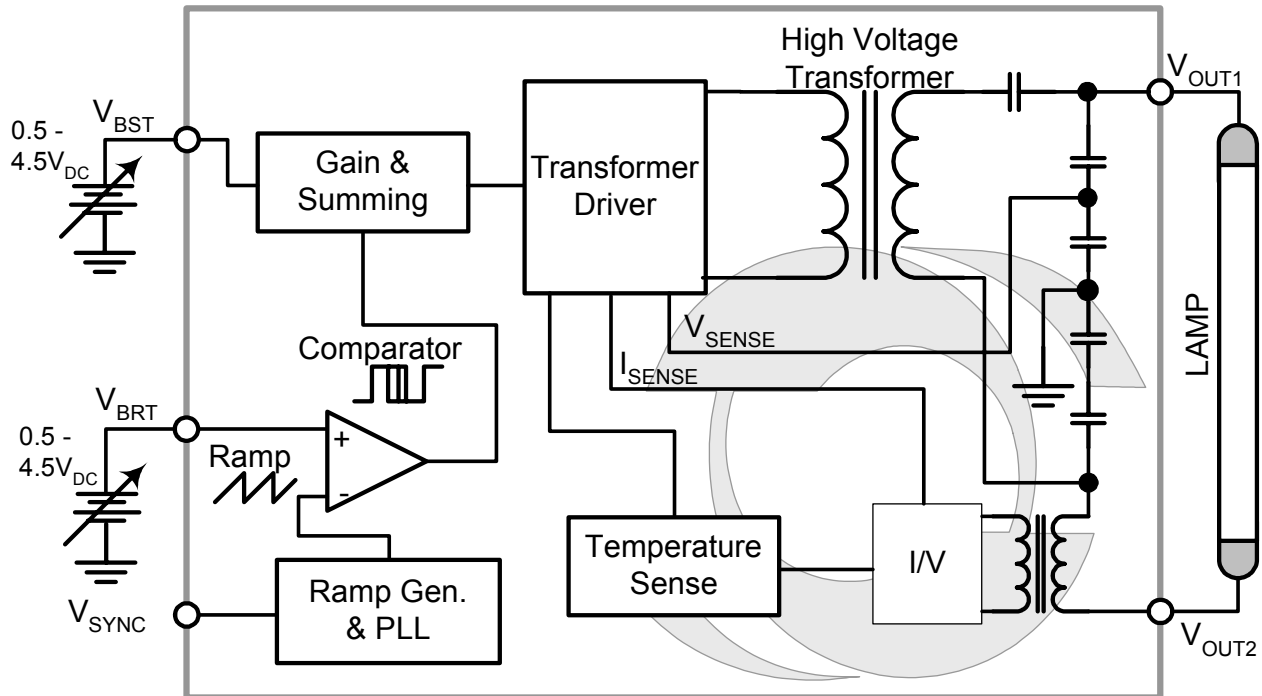 High Voltage
Transformer
V_OUT1
V_BST
0.5 -
4.5V_DC
Gain &
Summing
Transformer
Driver
V_SENSE
I_SENSE
Comparator
V_BRT
0.5 -
4.5V_DC
Ramp
+
-
LAMP
Temperature
Sense
I/V
Ramp Gen.
& PLL
V_SYNC
V_OUT2